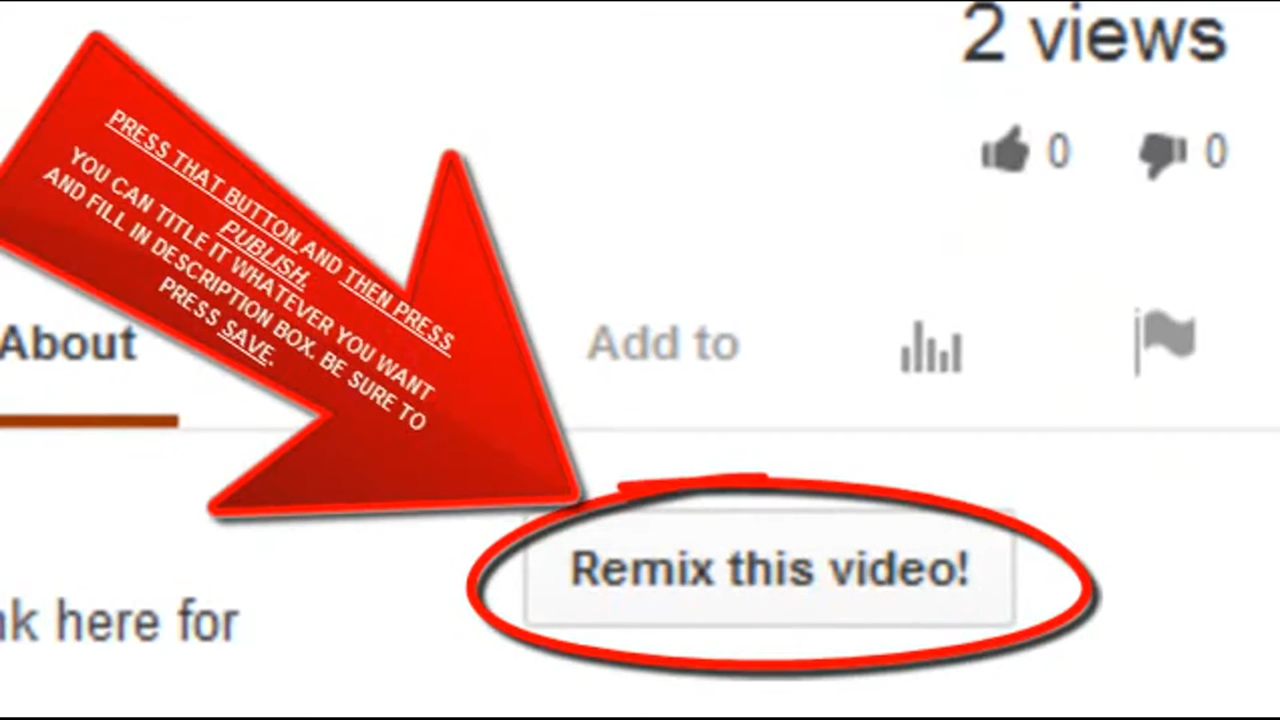 2 views
0 0
PRESS THAT BUTTON AND THEN PRESS
PUBLISH.
YOU CAN TITLE IT WHATEVER YOU WANT
AND FILL IN DESCRIPTION BOX. BE SURE TO
PRESS SAVE.
About Add to
Remix this video!
nk here for